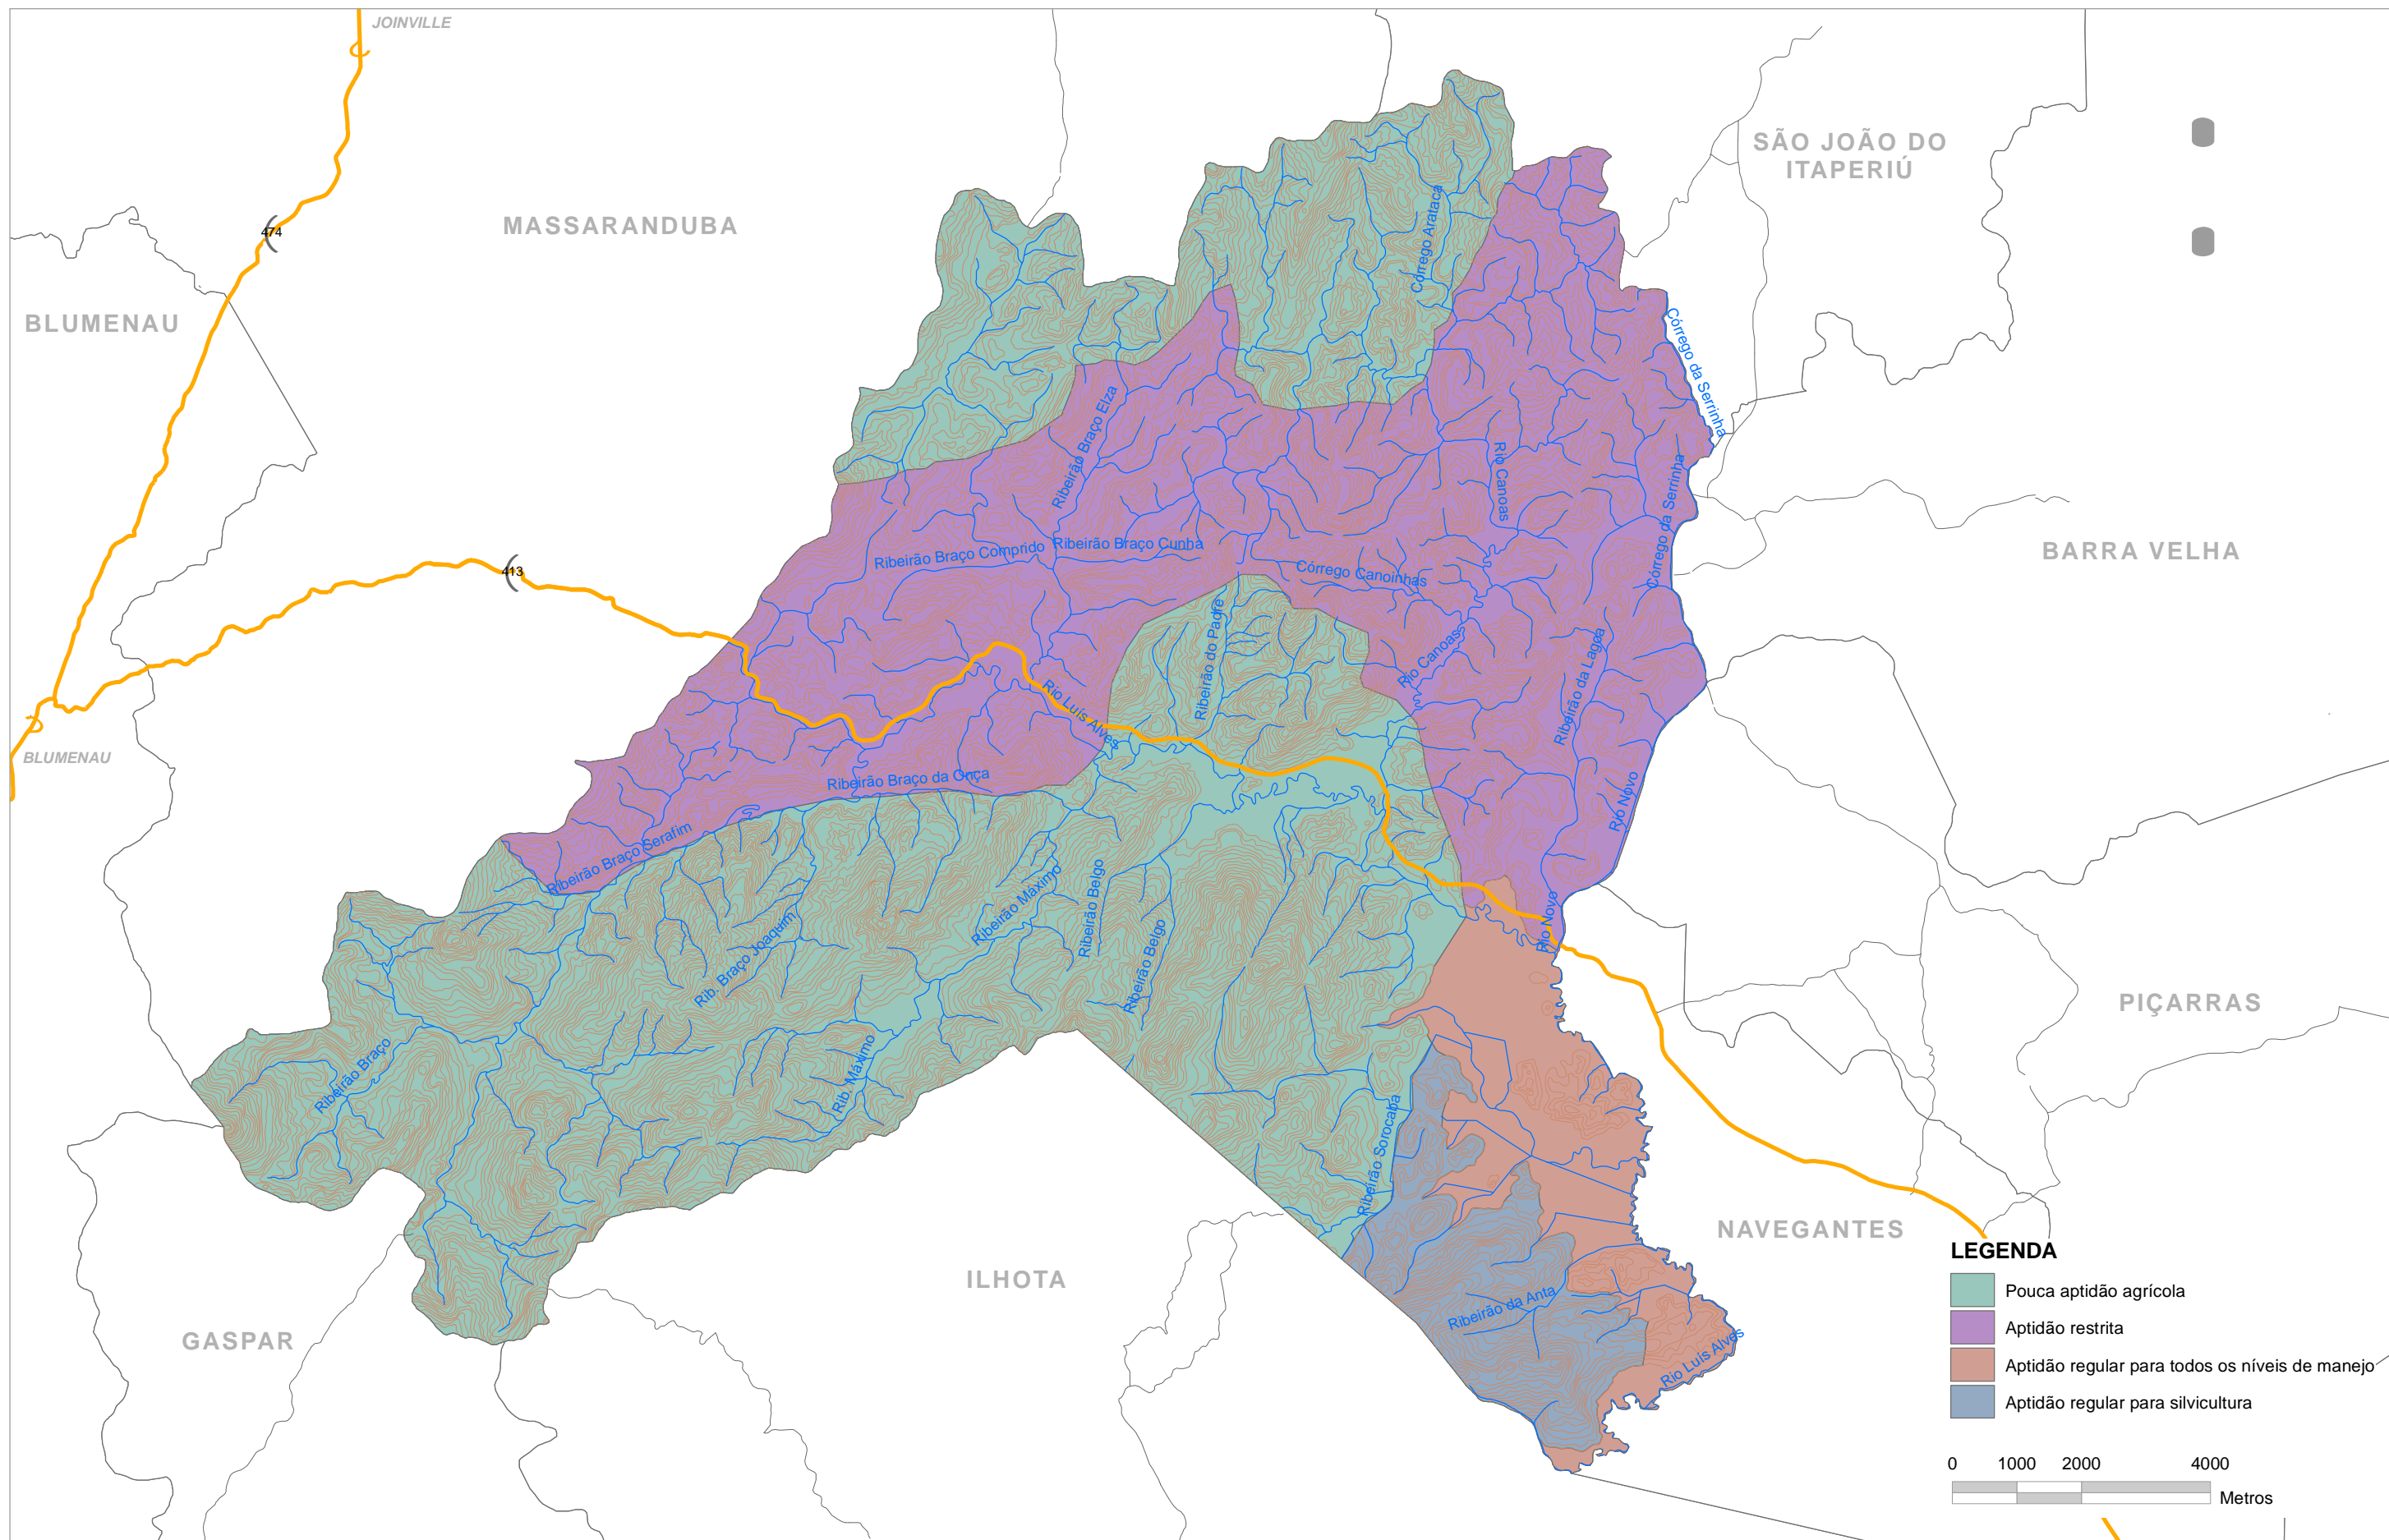 JOINVILLE
SÃO JOÃO DO
ITAPERIÚ
MASSARANDUBA
474
BLUMENAU
Córrego Arataca
Córrego da Serrinha
Ribeirão Braço Elza
Rio Canoas
Córrego da Serrinha
BARRA VELHA
Ribeirão Braço Comprido
Ribeirão Braço Cunha
413
Córrego Canoinhas
Ribeirão do Padre
Rio Canoas
Ribeirão da Lagoa
Rio Luís Alves
BLUMENAU
Ribeirão Braço da Onça
Rio Novo
Ribeirão Braço Serafim
Ribeirão Máximo
Ribeirão Belgo
Rio Novo
Rib. Braço Joaquim
Ribeirão Belgo
PIÇARRAS
Ribeirão Braço
Rib. Máximo
Ribeirão Sorocaba
NAVEGANTES
ILHOTA
Ribeirão da Anta
GASPAR
Rio Luís Alves
LEGENDA
Pouca aptidão agrícola
Aptidão restrita
Aptidão regular para todos os níveis de manejo
Aptidão regular para silvicultura
0 1000 2000 4000
Metros